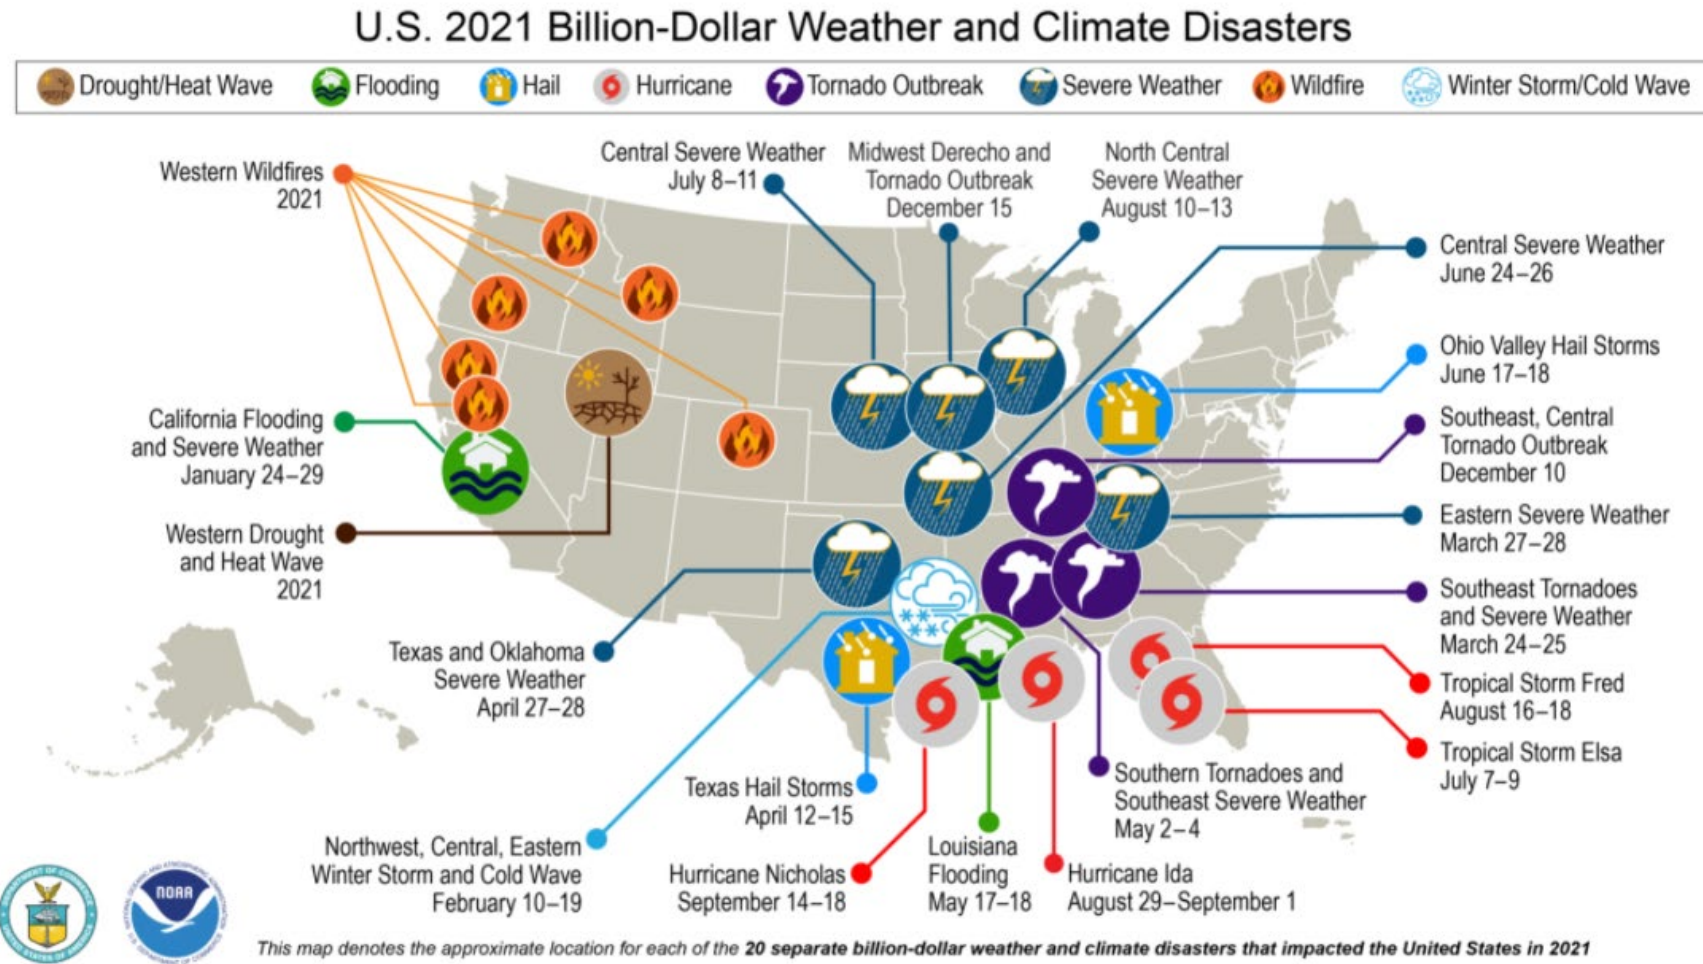 U.S. 2021 Billion-Dollar Weather and Climate Disasters
Drought/Heat Wave
Flooding
Hail
Hurricane
Tornado Outbreak
Severe Weather
Wildfire
Winter Storm/Cold Wave
Western Wildfires
2021
Central Severe Weather
July 8–11
Midwest Derecho and
Tornado Outbreak
December 15
North Central
Severe Weather
August 10–13
Central Severe Weather
June 24–26
Ohio Valley Hail Storms
June 17–18
Southeast, Central
Tornado Outbreak
December 10
Eastern Severe Weather
March 27–28
Southeast Tornadoes
and Severe Weather
March 24–25
Tropical Storm Fred
August 16–18
Tropical Storm Elsa
July 7–9
California Flooding
and Severe Weather
January 24–29
Western Drought
and Heat Wave
2021
Texas and Oklahoma
Severe Weather
April 27–28
Texas Hail Storms
April 12–15
Northwest, Central, Eastern
Winter Storm and Cold Wave
February 10–19
Hurricane Nicholas
September 14–18
Louisiana
Flooding
May 17–18
Hurricane Ida
August 29–September 1
Southern Tornadoes and
Southeast Severe Weather
May 2–4
DEPARTMENT OF COMMERCE
UNITED STATES OF AMERICA
NOAA
This map denotes the approximate location for each of the 20 separate billion-dollar weather and climate disasters that impacted the United States in 2021